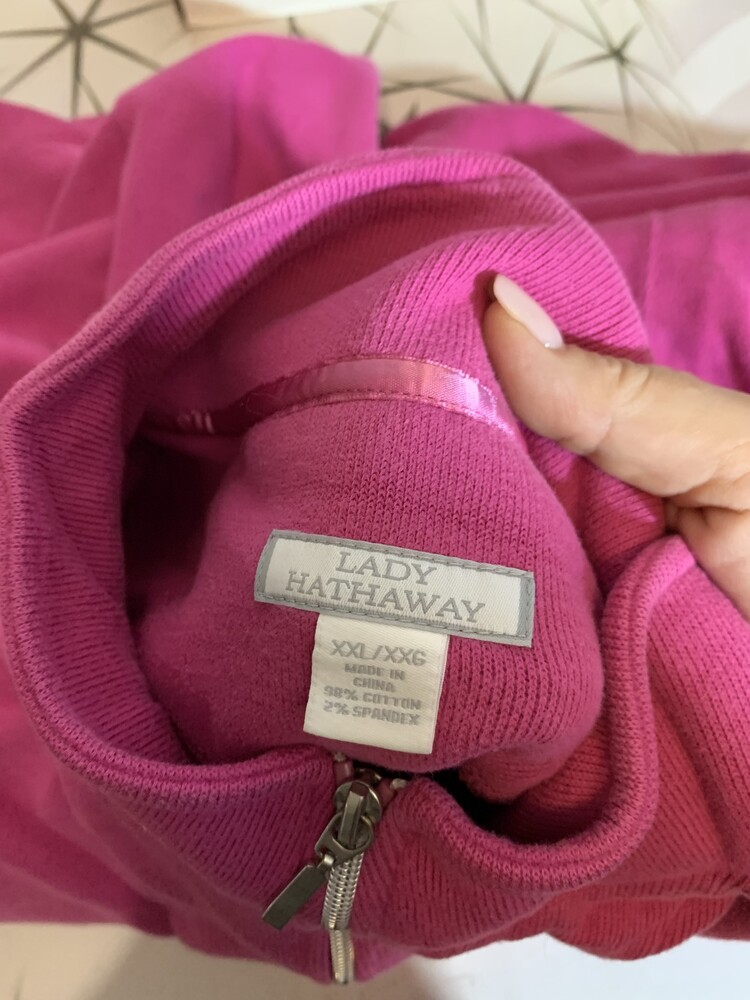 LADY
HATHAWAY
XXL/XXG
MADE IN
CHINA
98% COTTON
2% SPANDEX